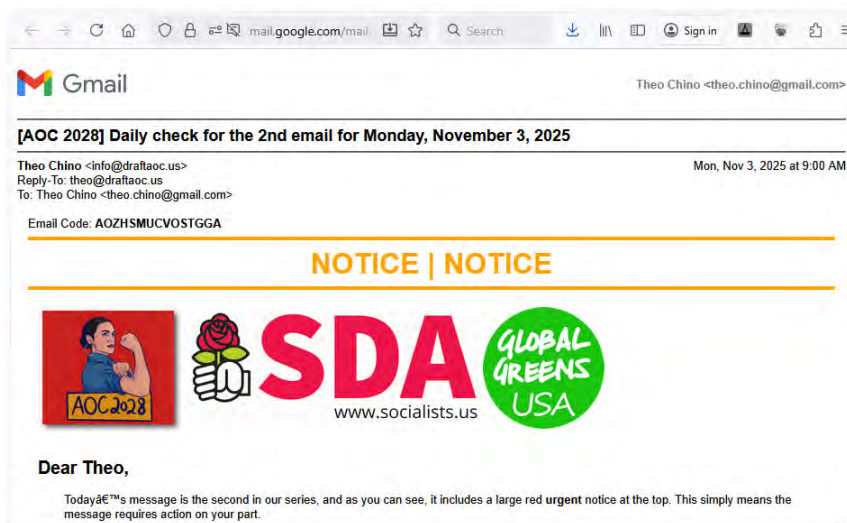 mail.google.com/mail
Search
Sign in
Gmail
Theo Chino <theo.chino@gmail.com>
[AOC 2028] Daily check for the 2nd email for Monday, November 3, 2025
Theo Chino <info@draftaoc.us>
Mon, Nov 3, 2025 at 9:00 AM
Reply-To: theo@draftaoc.us
To: Theo Chino <theo.chino@gmail.com>
Email Code: AOZHSMUCVOSTGGA
NOTICE | NOTICE
AOC2028
SDA
www.socialists.us
GLOBAL
GREENS
USA
Dear Theo,
Todayâ€™s message is the second in our series, and as you can see, it includes a large red urgent notice at the top. This simply means the
message requires action on your part.